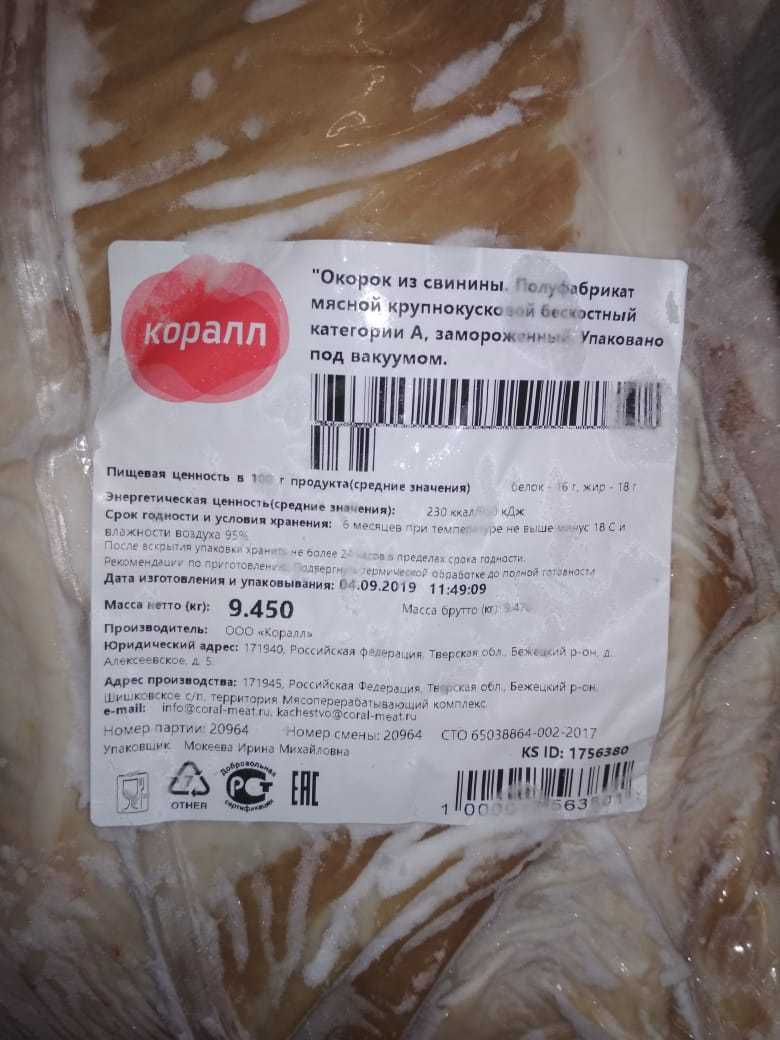 коралл
"Окорок из свинины. Полуфабрикат
мясной крупнокусковой бескостный
категории А, замороженный. Упаковано
под вакуумом.
Пищевая ценность в 100 г продукта(средние значения) белок - 16 г, жир - 18 г
Энергетическая ценность(средние значения): 230 ккал/ кДж
Срок годности и условия хранения: 6 месяцев при температуре не выше минус 18 С и
влажности воздуха 95%
После вскрытия упаковки хранить не более 24 часов в пределах срока годности.
Рекомендации по приготовлению. Подвергнуть термической обработке до полной готовности
Дата изготовления и упаковывания: 04.09.2019 11:49:09
Масса нетто (кг): 9.450 Масса брутто (кг): 9.470
Производитель: ООО «Коралл»
Юридический адрес: 171940, Российская федерация, Тверская обл., Бежецкий р-он, д.
Алексеевское, д. 5.
Адрес производства: 171945, Российская Федерация, Тверская обл., Бежецкий р-он,
Шишковское с/п, территория Мясоперерабатывающий комплекс.
e-mail: info@coral-meat.ru, kachestvo@coral-meat.ru
Номер партии: 20964 Номер смены: 20964 СТО 65038864-002-2017
Упаковщик Мокеева Ирина Михайловна
KS ID: 1756380
7
OTHER
Добровольная
РСТ
сертификация
ЕАС